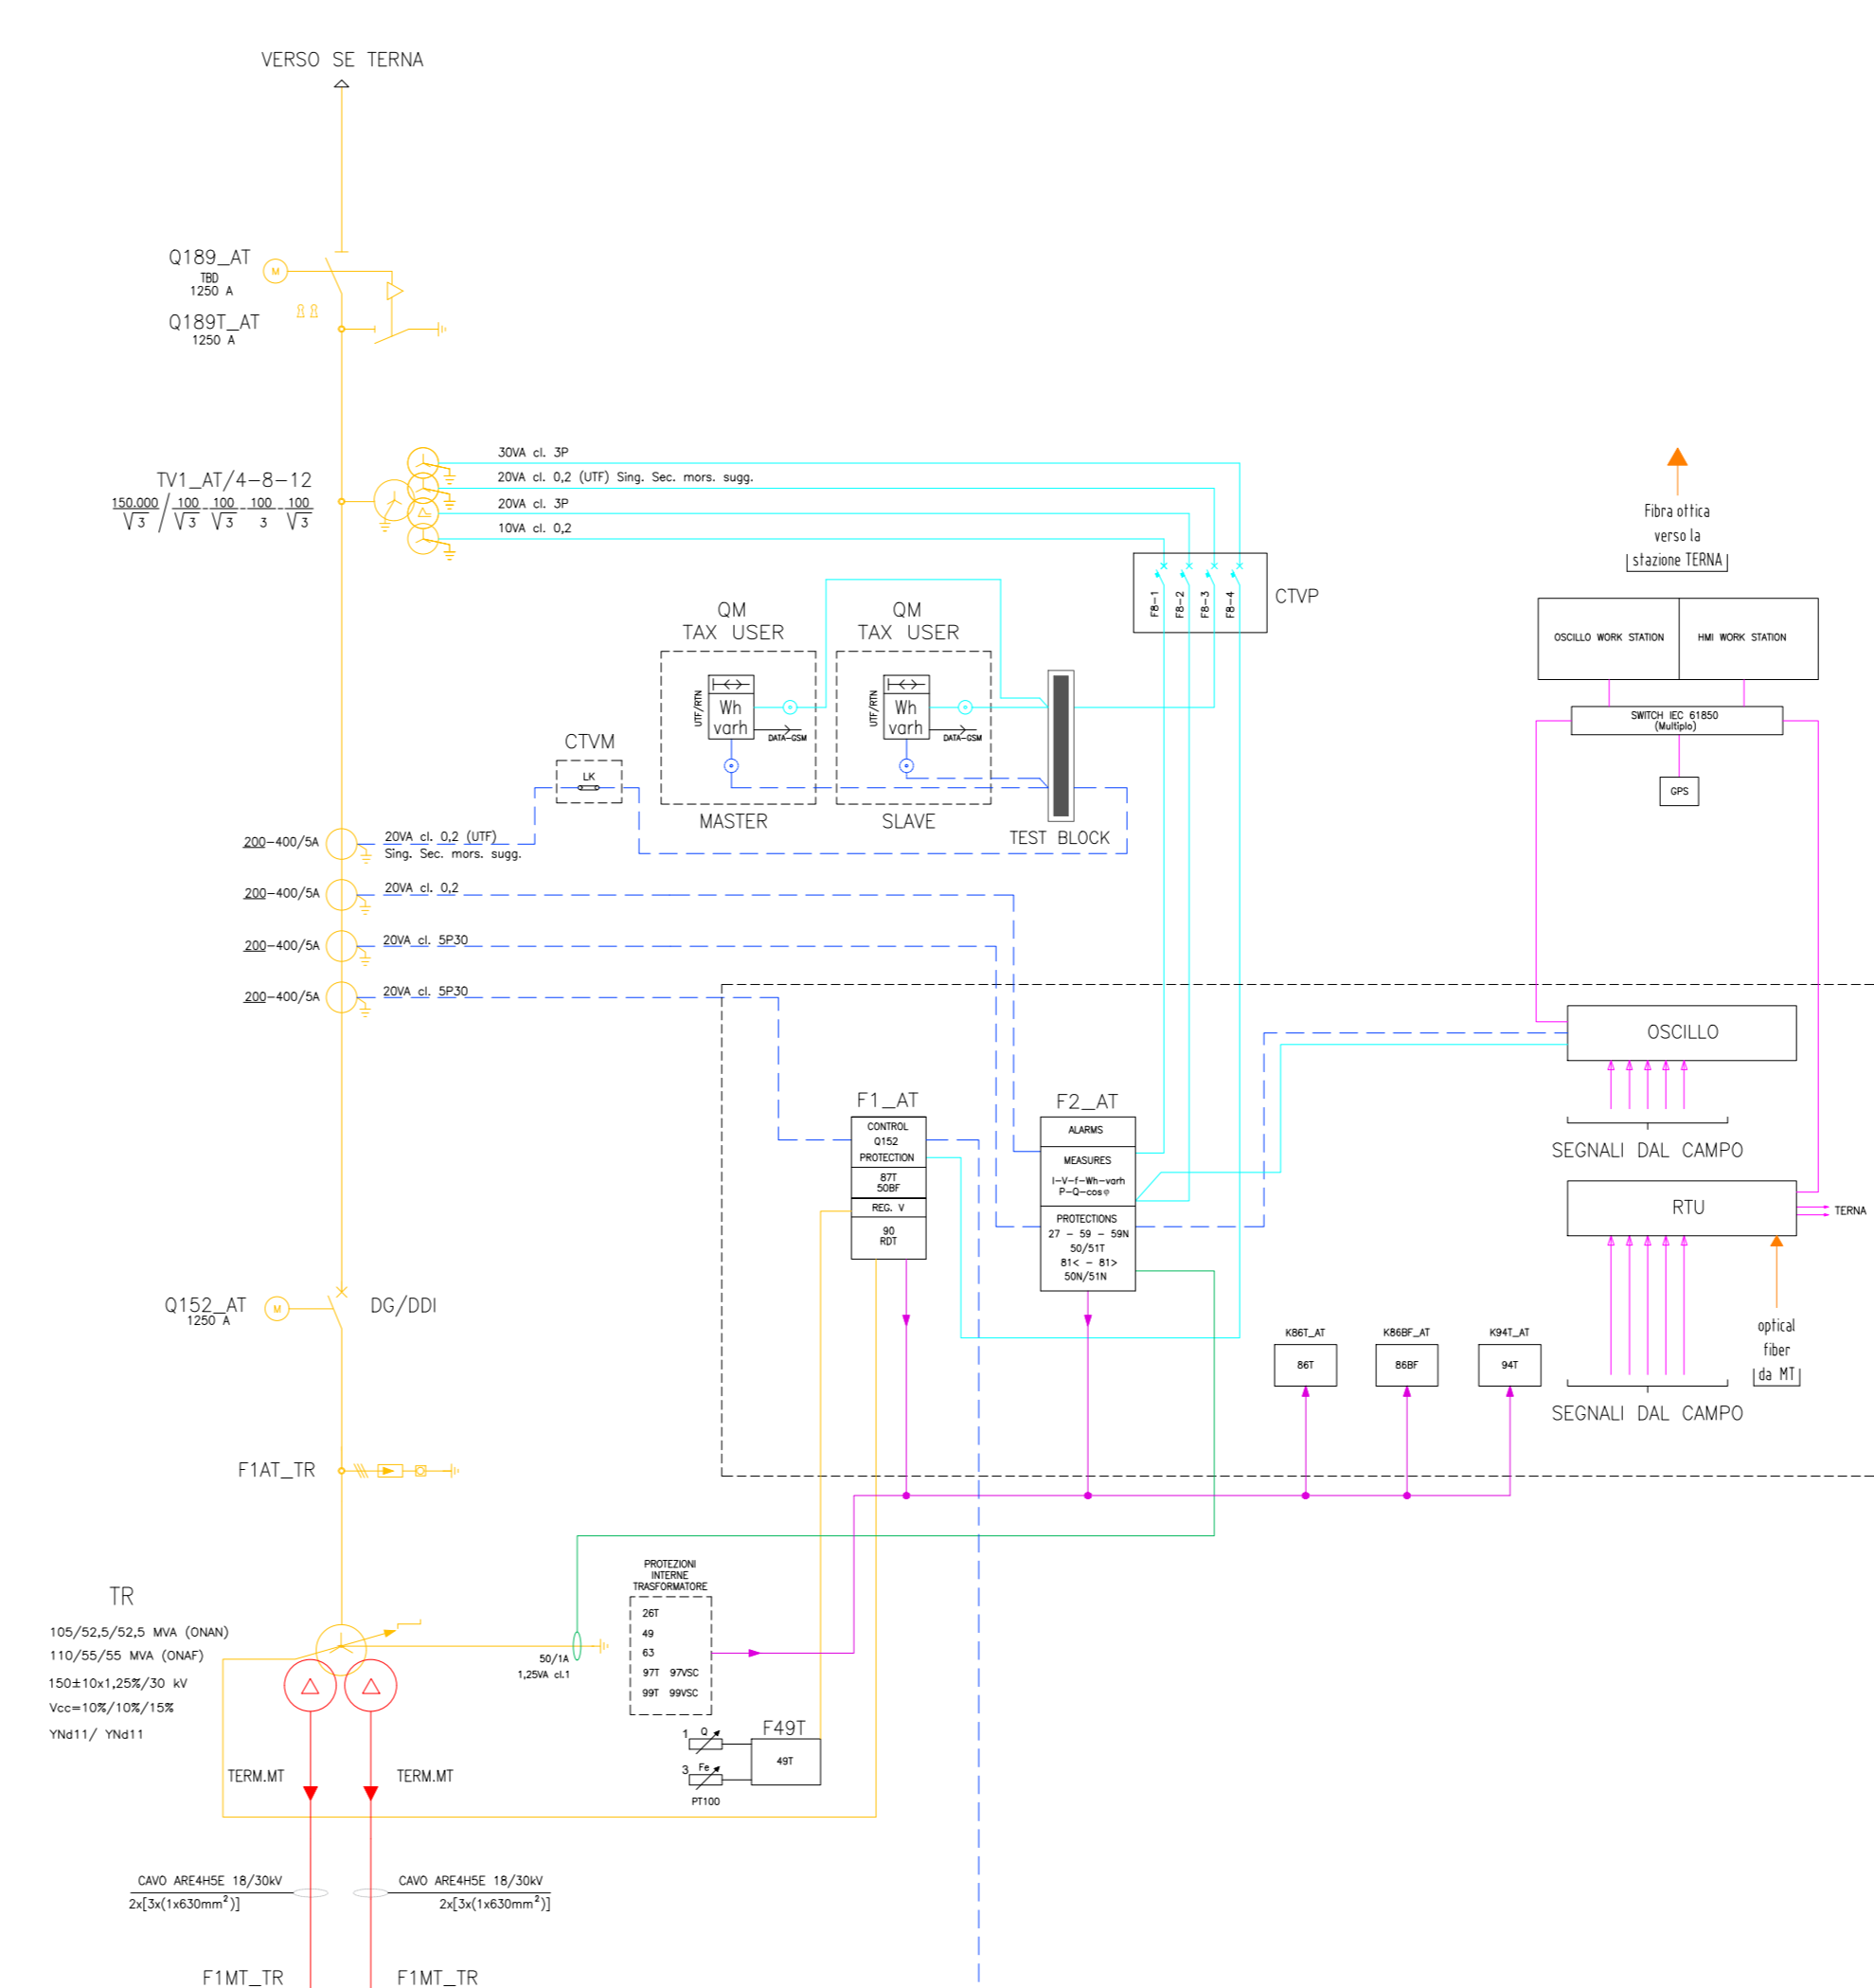 VERSO SE TERNA
Q189_AT
TBD
1250 A
M
Q189T_AT
1250 A
TV1_AT/4-8-12
150.000/√3 / 100/√3 - 100/√3 - 100/3 - 100/√3
30VA cl. 3P
20VA cl. 0,2 (UTF) Sing. Sec. mors. sugg.
20VA cl. 3P
10VA cl. 0,2
F8-1
F8-2
F8-3
F8-4
CTVP
QM
TAX USER
UTF/RTN
Wh
varh
DATA-GSM
MASTER
QM
TAX USER
UTF/RTN
Wh
varh
DATA-GSM
SLAVE
TEST BLOCK
CTVM
LK
200-400/5A
20VA cl. 0,2 (UTF)
Sing. Sec. mors. sugg.
200-400/5A
20VA cl. 0,2
200-400/5A
20VA cl. 5P30
200-400/5A
20VA cl. 5P30
Fibra ottica
verso la
stazione TERNA
OSCILLO WORK STATION
HMI WORK STATION
SWITCH IEC 61850
(Multiplo)
GPS
OSCILLO
SEGNALI DAL CAMPO
RTU
TERNA
SEGNALI DAL CAMPO
optical
fiber
da MT
F1_AT
CONTROL
Q152
PROTECTION
87T
50BF
REG. V
90
RDT
F2_AT
ALARMS
MEASURES
I-V-f-Wh-varh
P-Q-cosφ
PROTECTIONS
27 - 59 - 59N
50/51T
81< - 81>
50N/51N
K86T_AT
86T
K86BF_AT
86BF
K94T_AT
94T
Q152_AT
1250 A
M
DG/DDI
F1AT_TR
TR
105/52,5/52,5 MVA (ONAN)
110/55/55 MVA (ONAF)
150±10x1,25%/30 kV
Vcc=10%/10%/15%
YNd11/ YNd11
50/1A
1,25VA cl.1
PROTEZIONI
INTERNE
TRASFORMATORE
26T
49
63
97T 97VSC
99T 99VSC
F49T
49T
1 Q
3 Fe
PT100
TERM.MT
TERM.MT
CAVO ARE4H5E 18/30kV
2x[3x(1x630mm²)]
CAVO ARE4H5E 18/30kV
2x[3x(1x630mm²)]
F1MT_TR
F1MT_TR